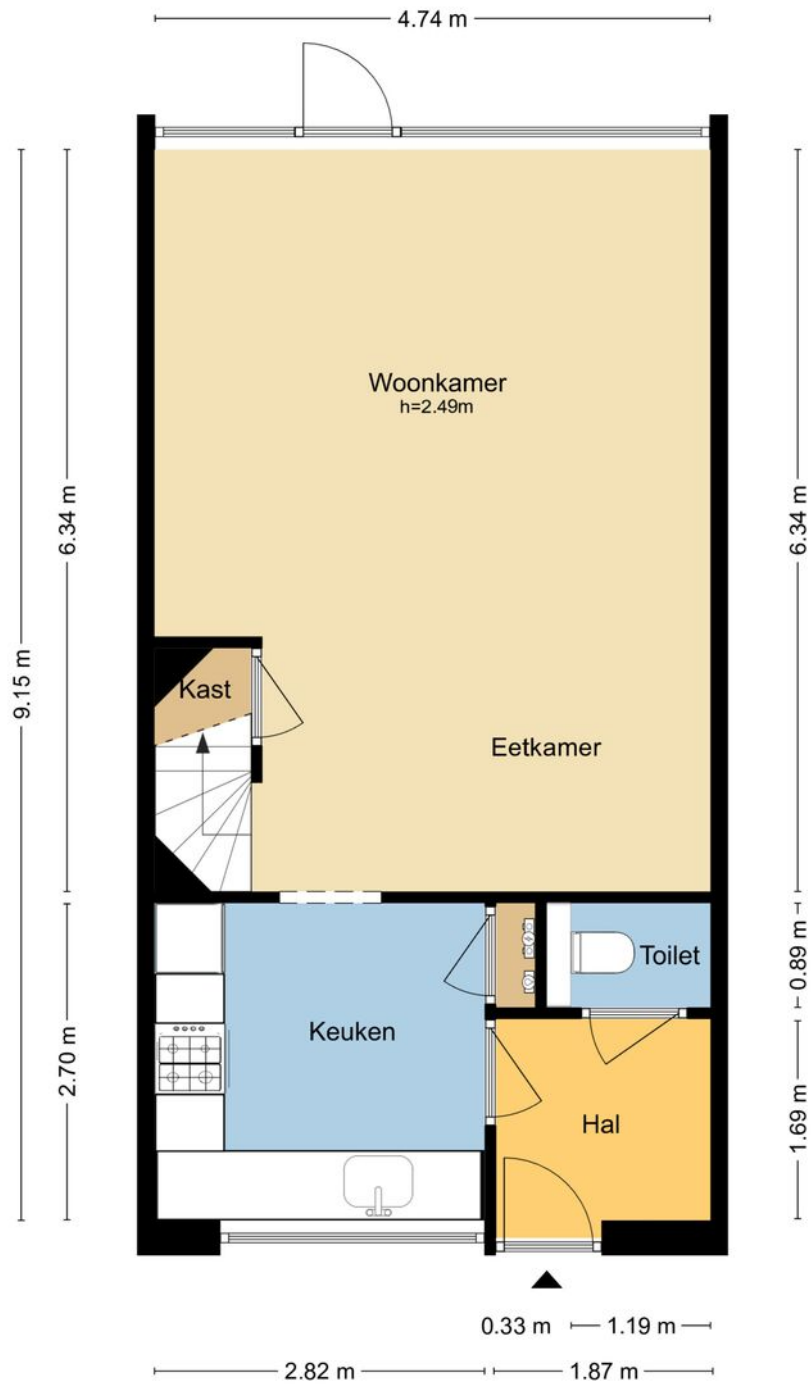 4.74 m
Woonkamer
h=2.49m
6.34 m
6.34 m
9.15 m
Kast
Eetkamer
0.89 m
Toilet
Keuken
2.70 m
1.69 m
Hal
0.33 m
1.19 m
2.82 m
1.87 m